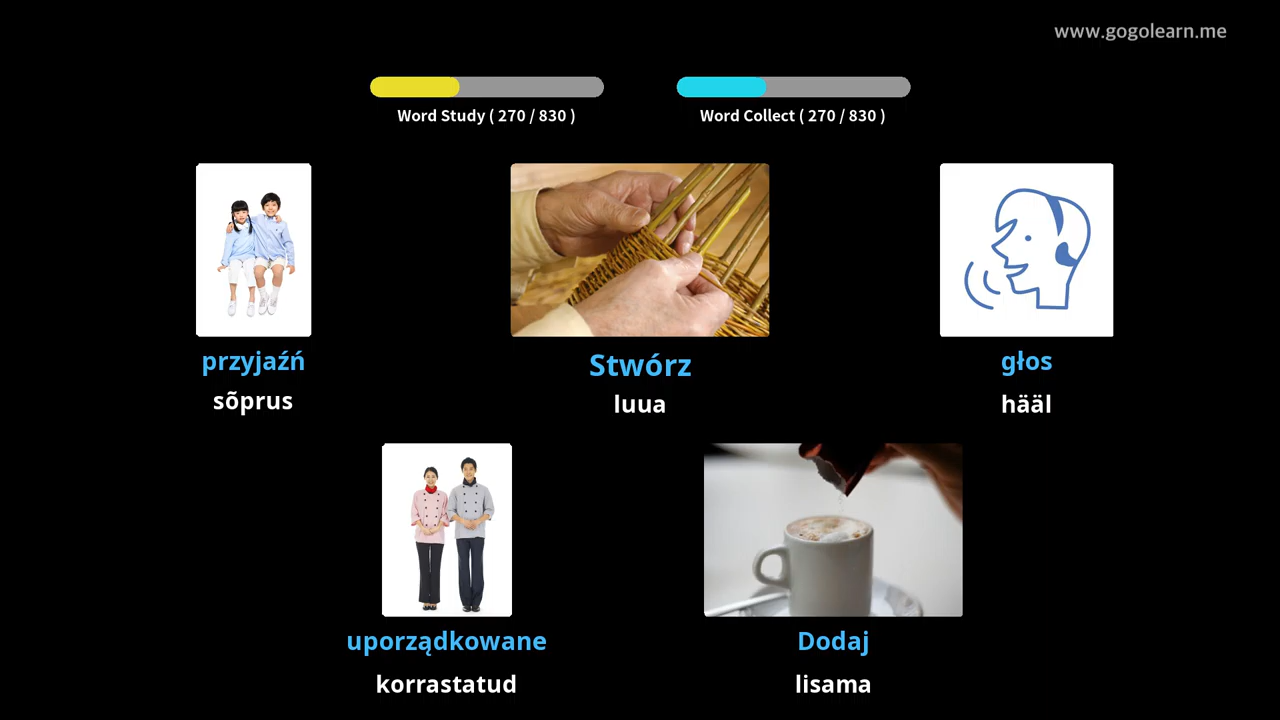 www.gogolearn.me
Word Study ( 270 / 830 )
Word Collect ( 270 / 830 )
przyjaźń
sõprus
Stwórz
luua
głos
hääl
uporządkowane
korrastatud
Dodaj
lisama